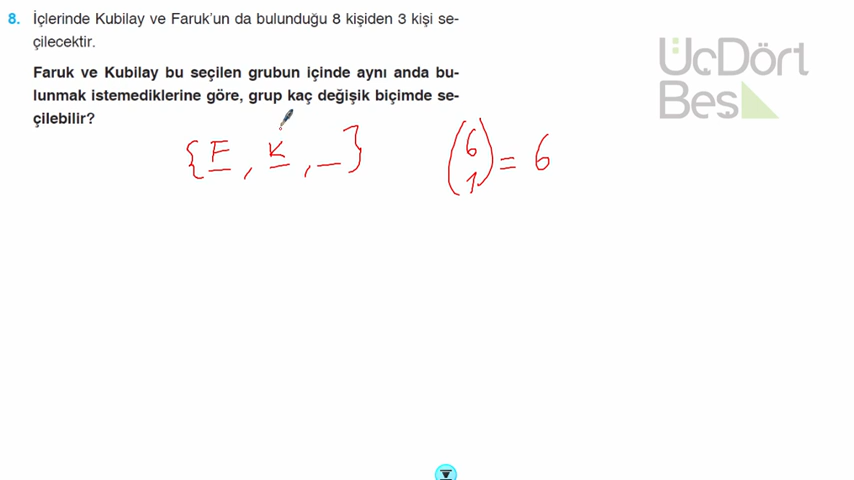 8. İçlerinde Kubilay ve Faruk'un da bulunduğu 8 kişiden 3 kişi se-
çilecektir.
Faruk ve Kubilay bu seçilen grubun içinde aynı anda bu-
lunmak istemediklerine göre, grup kaç değişik biçimde se-
çilebilir?
{F, K, _} (6 1) = 6
ÜçDört
Beş